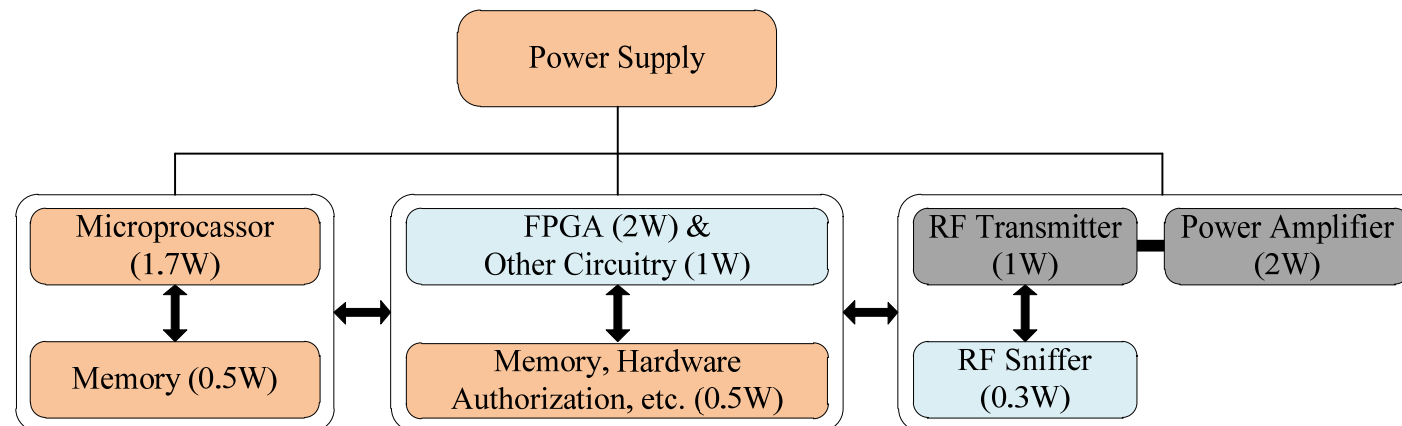 Power Supply
Microprocassor
(1.7W)
Memory (0.5W)
FPGA (2W) &
Other Circuitry (1W)
Memory, Hardware
Authorization, etc. (0.5W)
RF Transmitter
(1W)
Power Amplifier
(2W)
RF Sniffer
(0.3W)